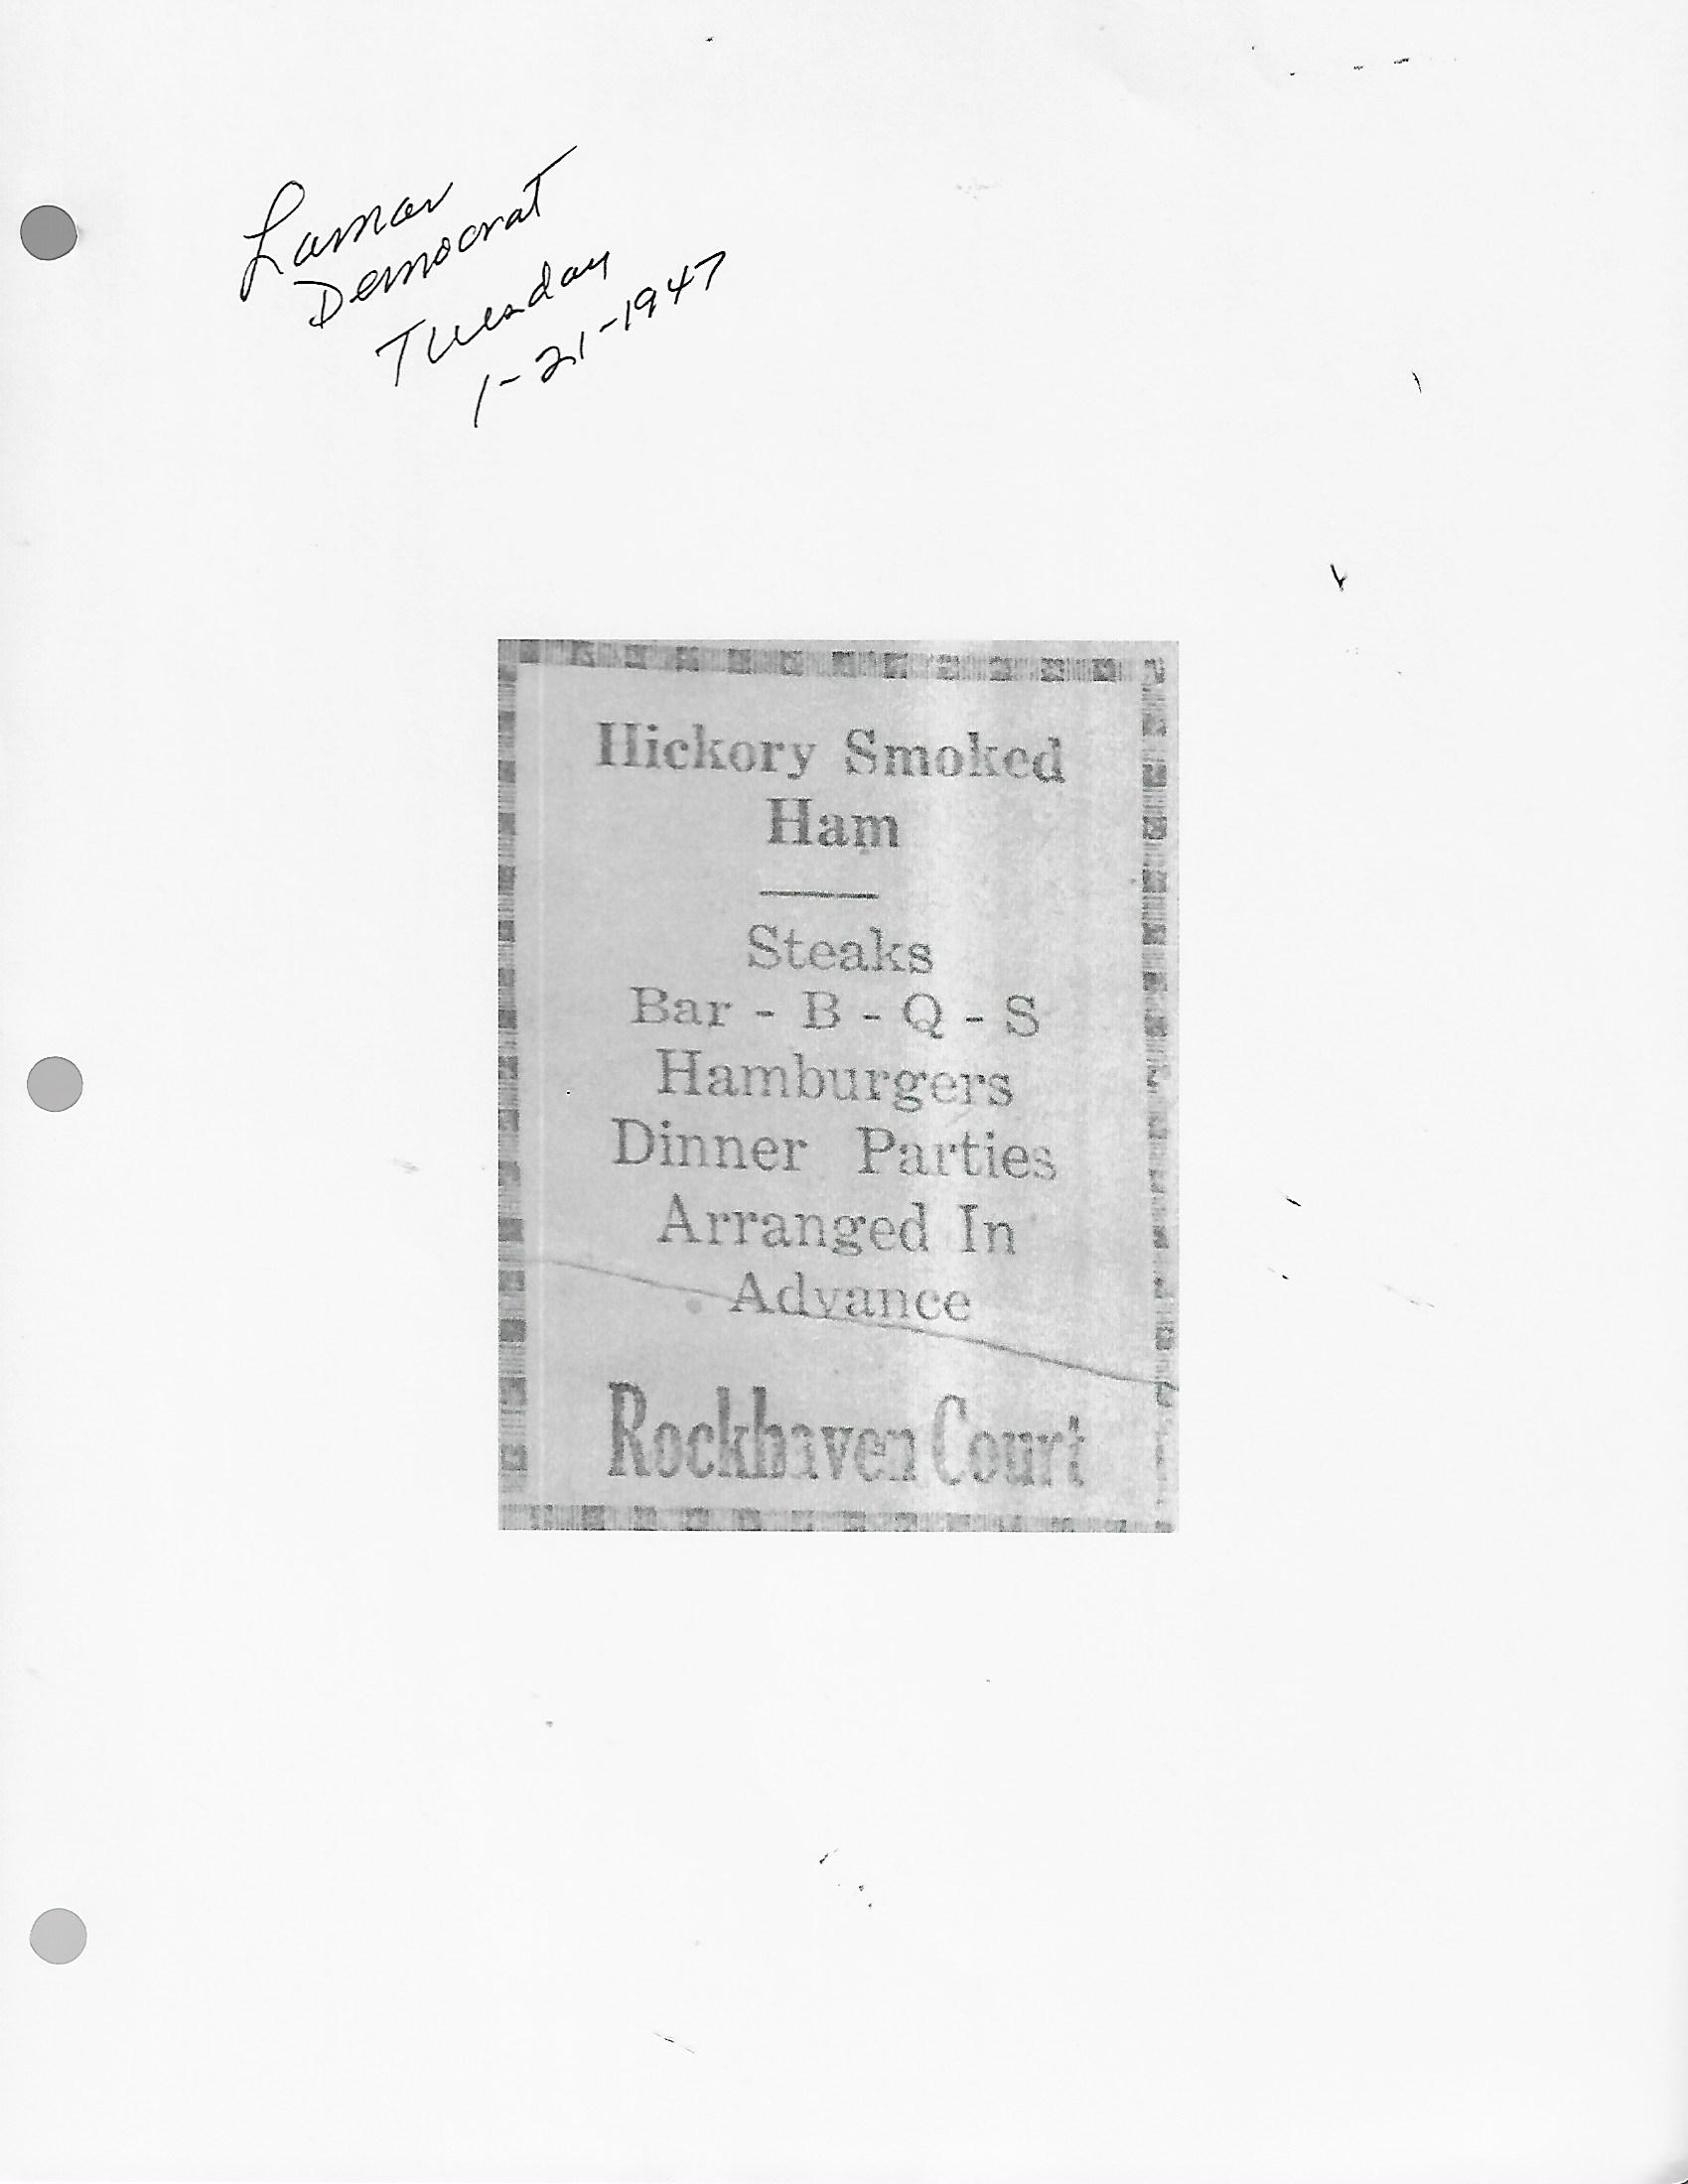 Lamar
Democrat
Tuesday
1-21-1947
Hickory Smoked
Ham
Steaks
Bar - B - Q - S
Hamburgers
Dinner Parties
Arranged In
Advance
Rockhaven Court